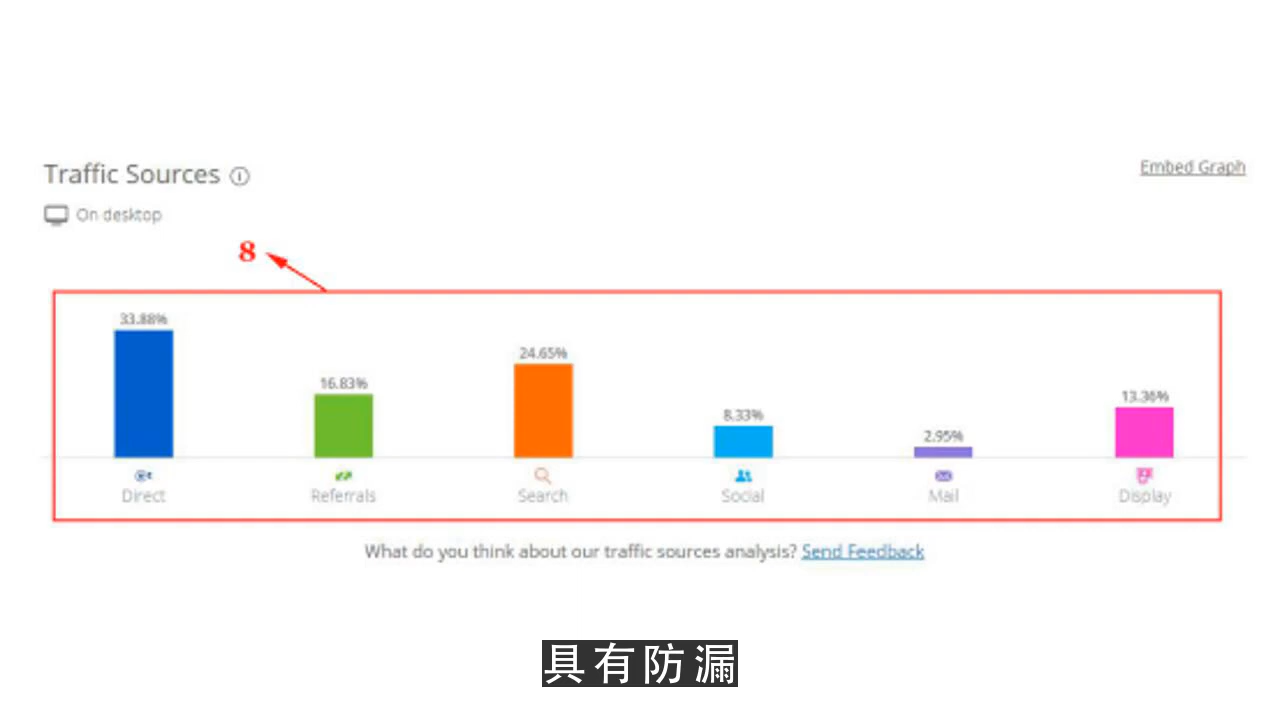 Traffic Sources
Embed Graph
On desktop
8
33.88%
16.83%
24.65%
8.33%
2.95%
13.36%
Direct
Referrals
Search
Social
Mail
Display
What do you think about our traffic sources analysis? Send Feedback
具有防漏